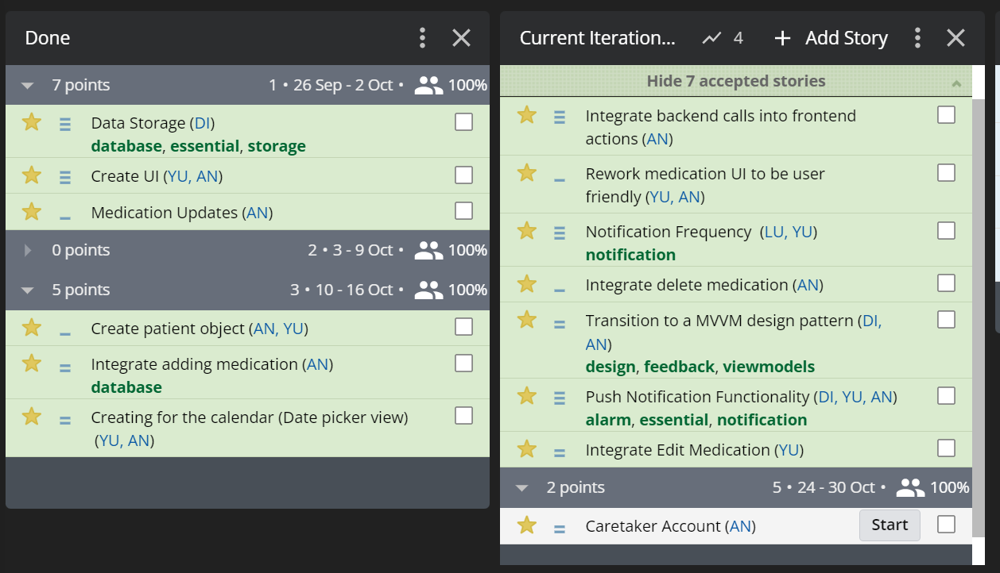 Done
7 points 1 • 26 Sep - 2 Oct • 100%
Data Storage (DI)
database, essential, storage
Create UI (YU, AN)
Medication Updates (AN)
0 points 2 • 3 - 9 Oct • 100%
5 points 3 • 10 - 16 Oct • 100%
Create patient object (AN, YU)
Integrate adding medication (AN)
database
Creating for the calendar (Date picker view)
(YU, AN)
Current Iteration... 4 + Add Story
Hide 7 accepted stories
Integrate backend calls into frontend
actions (AN)
Rework medication UI to be user
friendly (YU, AN)
Notification Frequency (LU, YU)
notification
Integrate delete medication (AN)
Transition to a MVVM design pattern (DI,
AN)
design, feedback, viewmodels
Push Notification Functionality (DI, YU, AN)
alarm, essential, notification
Integrate Edit Medication (YU)
2 points 5 • 24 - 30 Oct • 100%
Caretaker Account (AN) Start